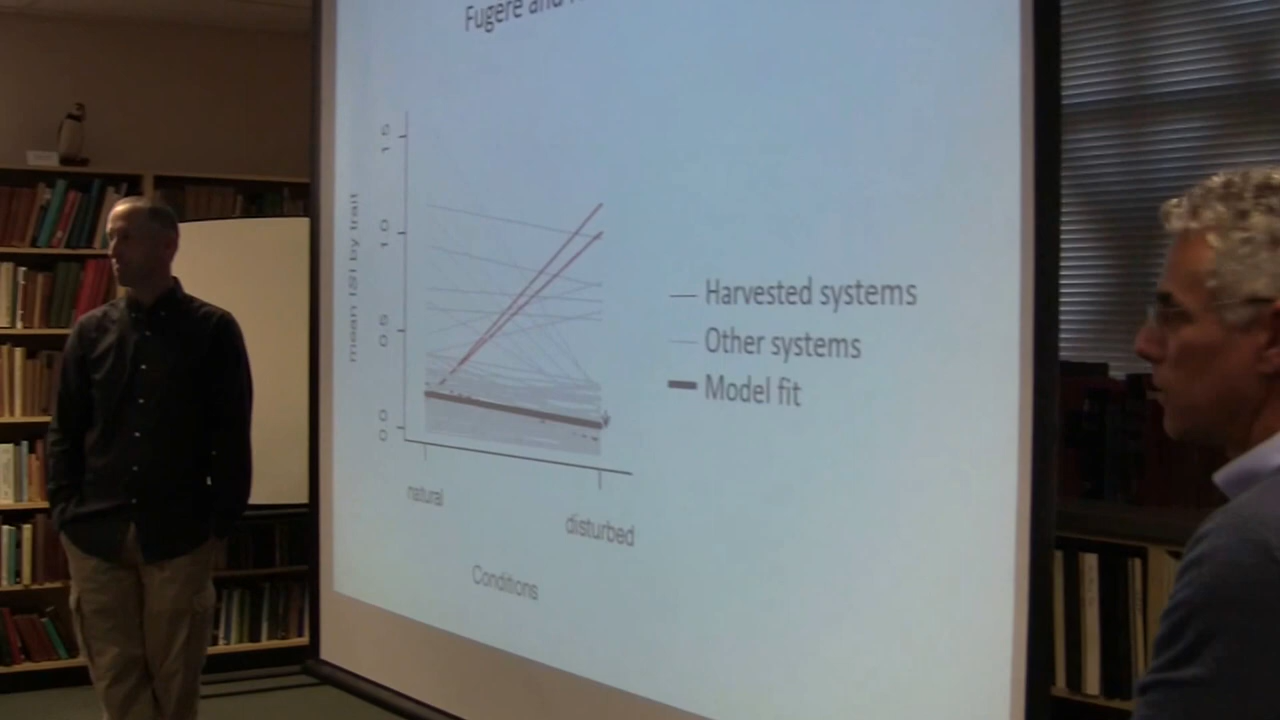 Fugere and
1.5
1.0
0.5
0.0
mean |S| by trait
natural
disturbed
Conditions
Harvested systems
Other systems
Model fit